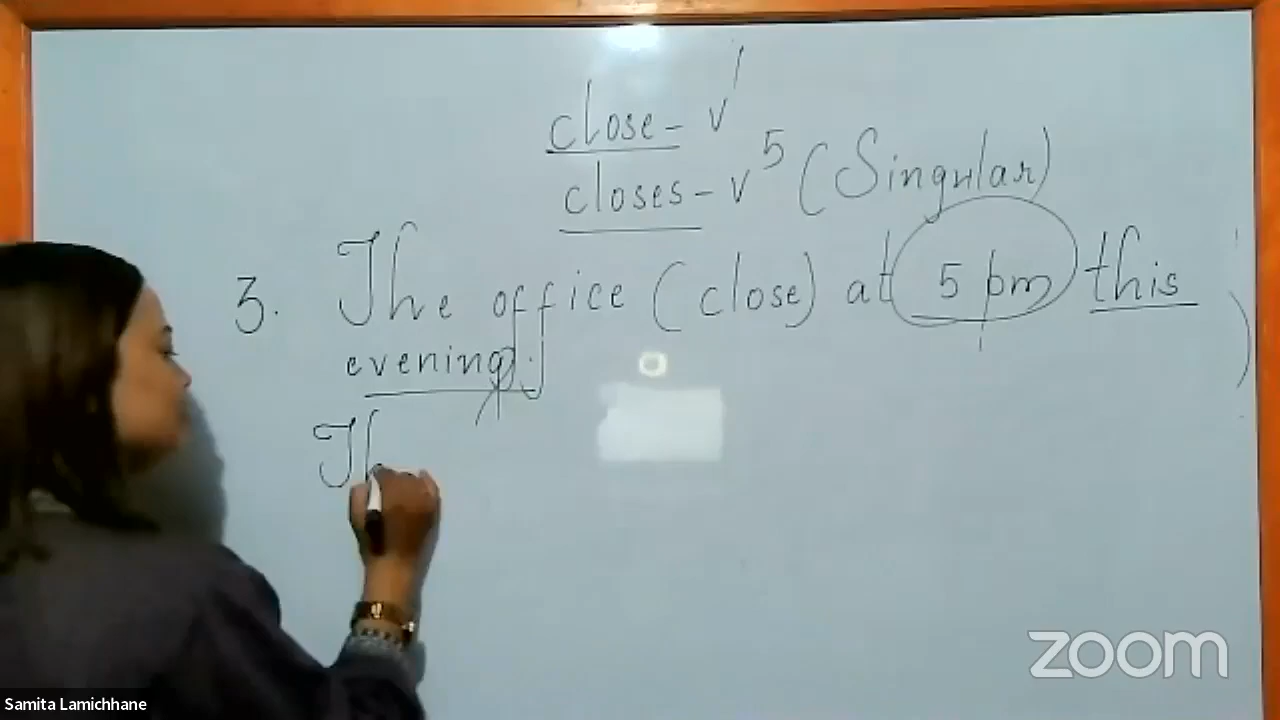 close - v¹
closes - v⁵ (Singular)
3. The office (close) at 5 pm this
evening).
Th
zoom
Samita Lamichhane